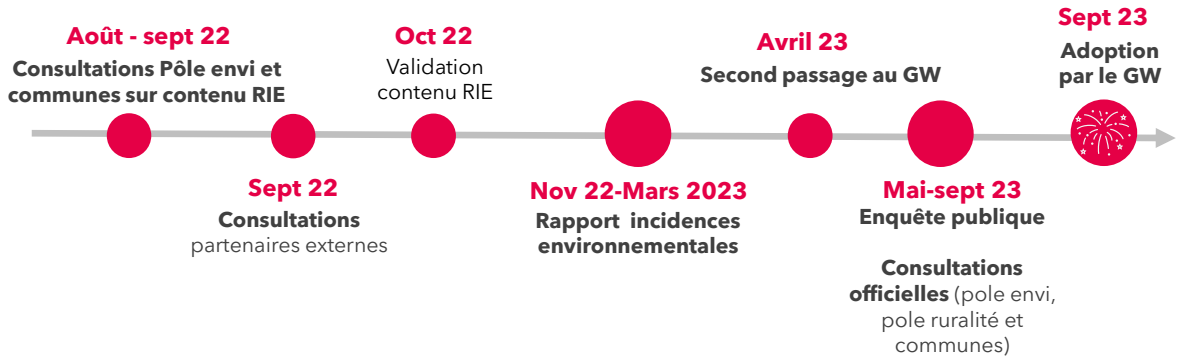 Août - sept 22
Consultations Pôle envi et
communes sur contenu RIE
Sept 22
Consultations
partenaires externes
Oct 22
Validation
contenu RIE
Nov 22-Mars 2023
Rapport incidences
environnementales
Avril 23
Second passage au GW
Mai-sept 23
Enquête publique
Consultations
officielles (pole envi,
pole ruralité et
communes)
Sept 23
Adoption
par le GW